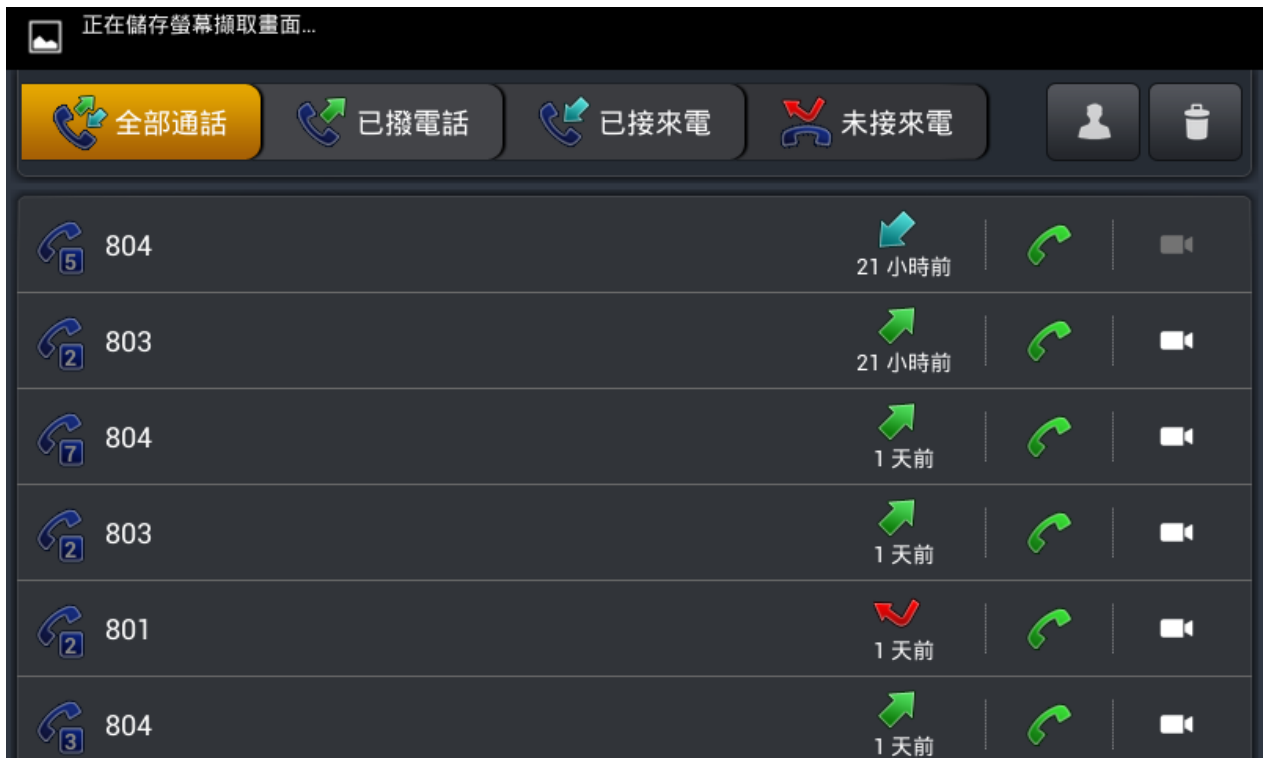 正在儲存螢幕擷取畫面...
全部通話 已撥電話 已接來電 未接來電
5 804 21 小時前
2 803 21 小時前
7 804 1 天前
2 803 1 天前
2 801 1 天前
3 804 1 天前